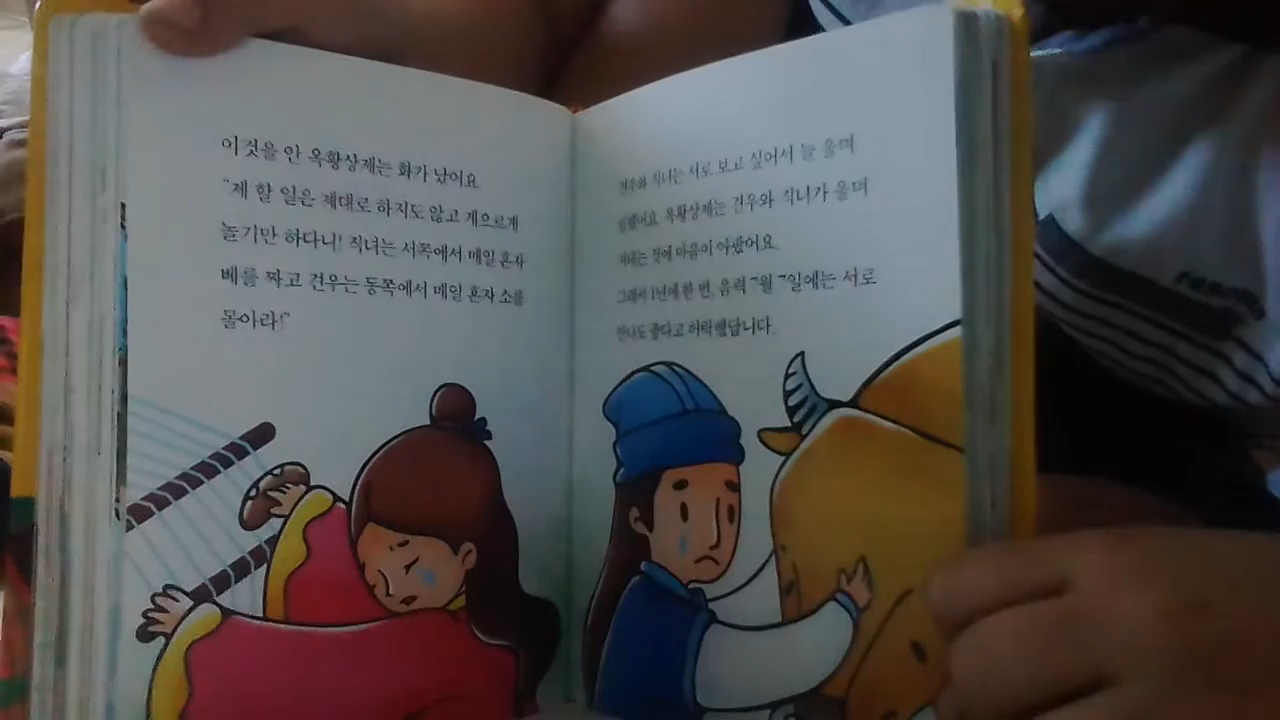 이것을 안 옥황상제는 화가 났어요.
“제 할 일은 제대로 하지도 않고 게으르게
놀기만 하다니! 직녀는 서쪽에서 매일 혼자
베를 짜고 견우는 동쪽에서 매일 혼자 소를
몰아라!”
견우와 직녀는 서로 보고 싶어서 늘 울며
옥황상제는 견우와 직녀가 울며
지내는 것에 마음이 아팠어요.
그래서 1년에 한 번, 음력 7월 7일에는 서로
만나도 좋다고 허락했답니다.